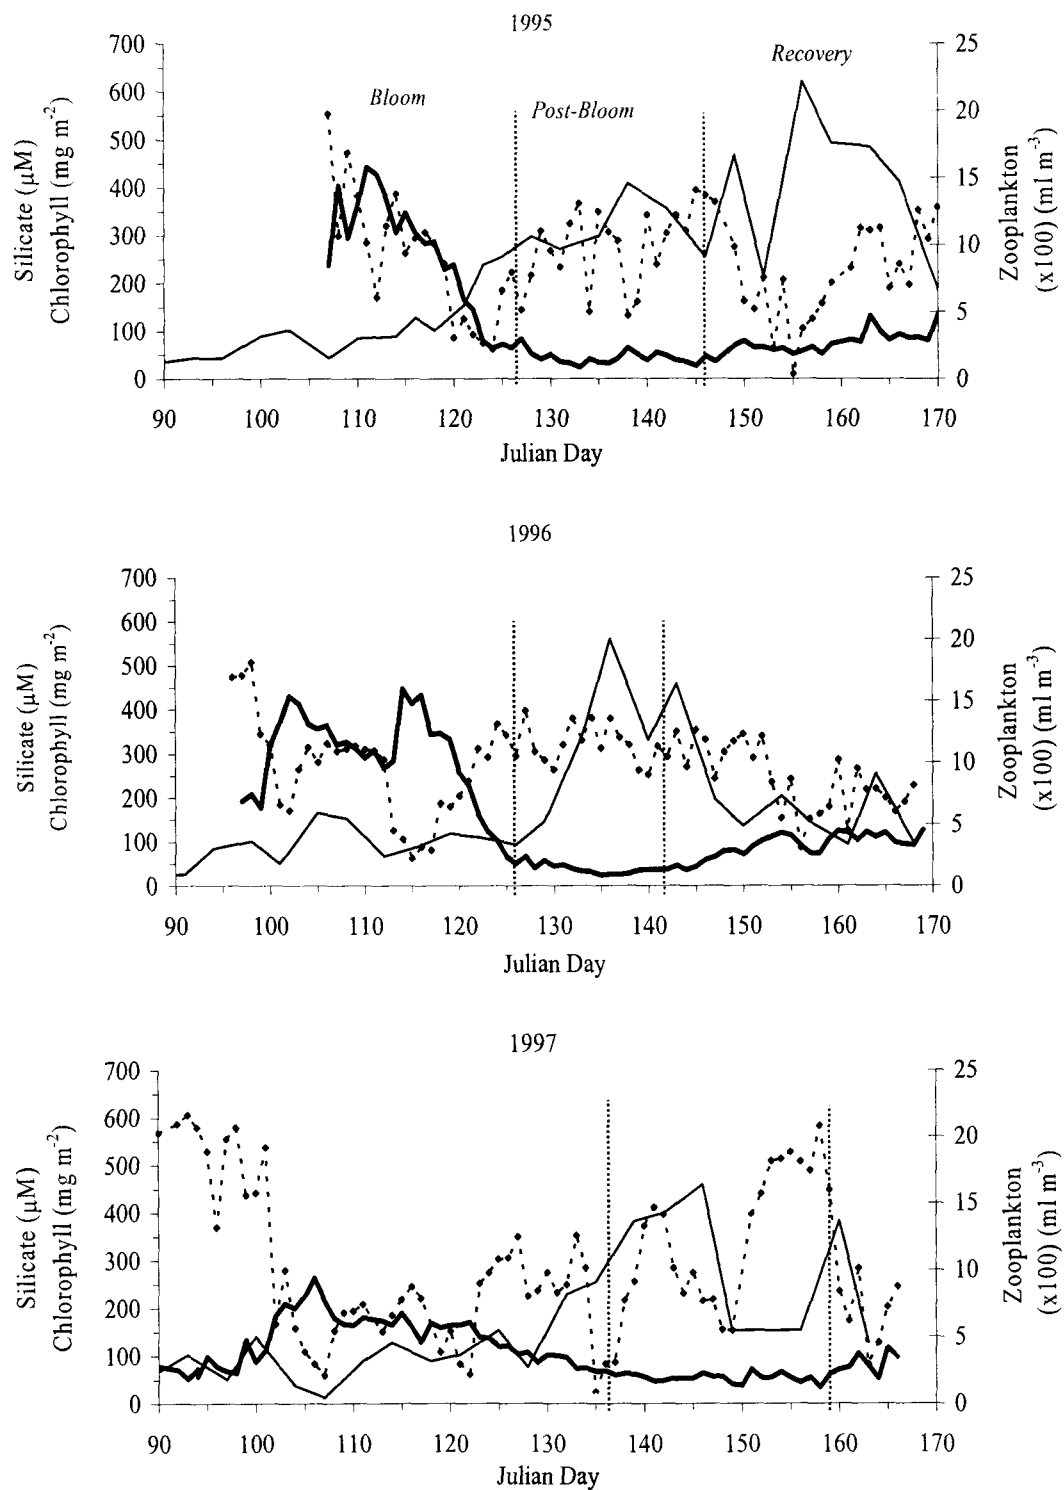 1995
700
600
500
400
300
200
100
0
25
20
15
10
5
0
Silicate (μM)
Chlorophyll (mg m-2)
Zooplankton
(x100) (ml m-3)
Bloom
Post-Bloom
Recovery
90 100 110 120 130 140 150 160 170
Julian Day
1996
700
600
500
400
300
200
100
0
25
20
15
10
5
0
Silicate (μM)
Chlorophyll (mg m-2)
Zooplankton
(x100) (ml m-3)
90 100 110 120 130 140 150 160 170
Julian Day
1997
700
600
500
400
300
200
100
0
25
20
15
10
5
0
Silicate (μM)
Chlorophyll (mg m-2)
Zooplankton
(x100) (ml m-3)
90 100 110 120 130 140 150 160 170
Julian Day